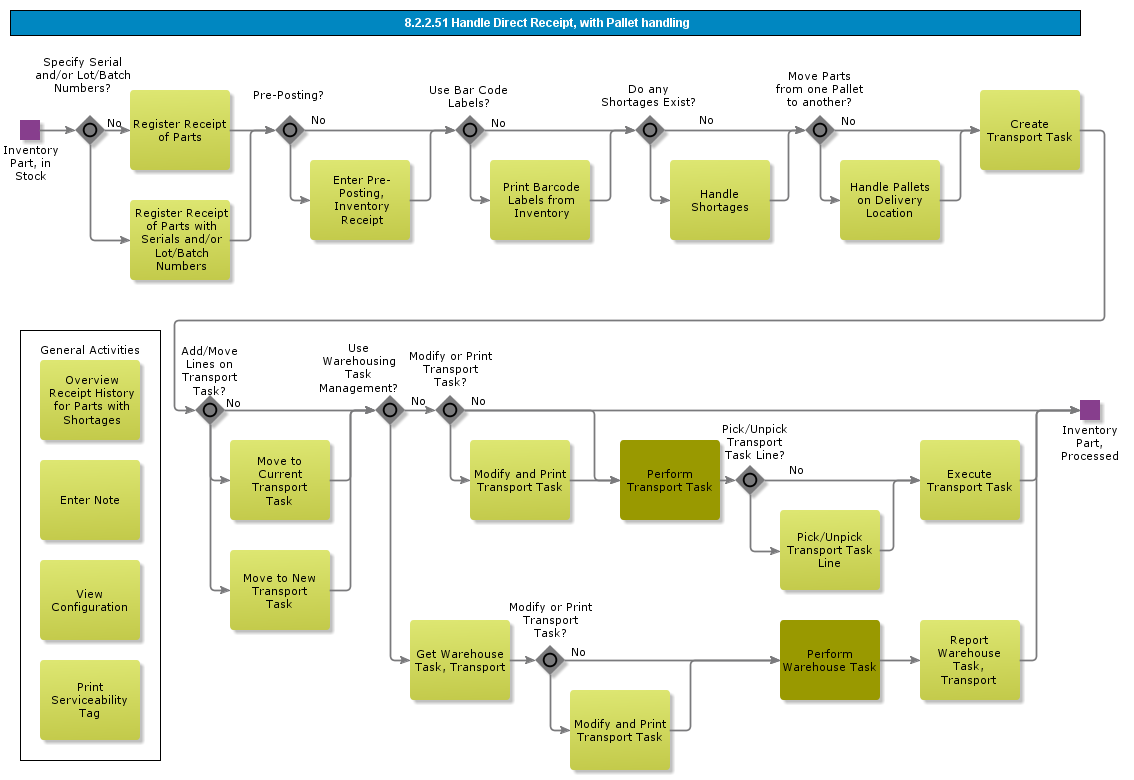 8.2.2.51 Handle Direct Receipt, with Pallet handling
Specify Serial
and/or Lot/Batch
Numbers?
No
Inventory
Part, in
Stock
Register Receipt
of Parts
Register Receipt
of Parts with
Serials and/or
Lot/Batch
Numbers
Pre-Posting?
No
Enter Pre-
Posting,
Inventory
Receipt
Use Bar Code
Labels?
No
Print Barcode
Labels from
Inventory
Do any
Shortages Exist?
No
Handle
Shortages
Move Parts
from one Pallet
to another?
No
Handle Pallets
on Delivery
Location
Create
Transport Task
General Activities
Overview
Receipt History
for Parts with
Shortages
Enter Note
View
Configuration
Print
Serviceability
Tag
Add/Move
Lines on
Transport
Task?
No
Move to
Current
Transport
Task
Move to New
Transport
Task
Use
Warehousing
Task
Management?
No
Modify or Print
Transport
Task?
No
Modify and Print
Transport Task
Perform
Transport Task
Pick/Unpick
Transport
Task Line?
No
Pick/Unpick
Transport Task
Line
Execute
Transport Task
Inventory
Part,
Processed
Get Warehouse
Task, Transport
Modify or Print
Transport
Task?
No
Modify and Print
Transport Task
Perform
Warehouse Task
Report
Warehouse
Task,
Transport